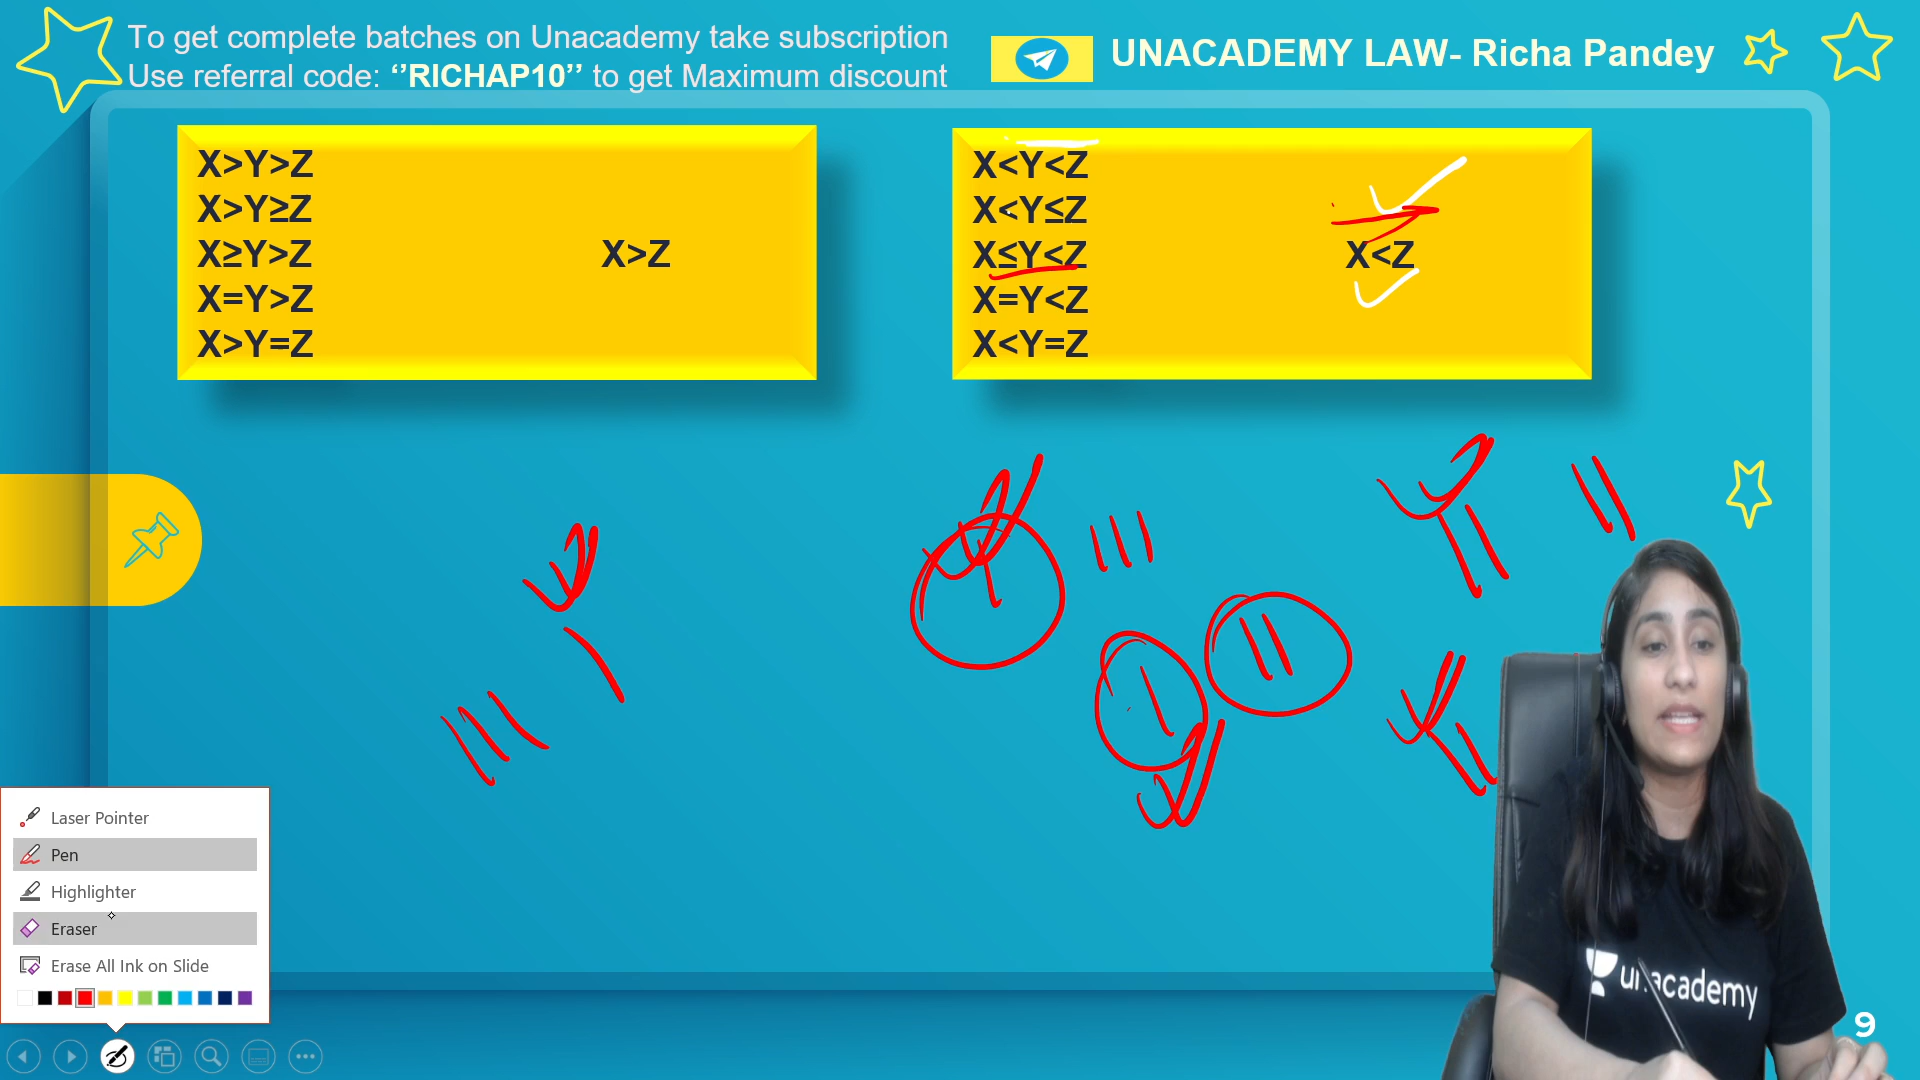 To get complete batches on Unacademy take subscription
Use referral code: ‘’RICHAP10’’ to get Maximum discount
UNACADEMY LAW- Richa Pandey
X>Y>Z
X>Y≥Z
X≥Y>Z
X=Y>Z
X>Y=Z
X>Z
X<Y<Z
X<Y≤Z
X≤Y<Z
X=Y<Z
X<Y=Z
X<Z
Laser Pointer
Pen
Highlighter
Eraser
Erase All Ink on Slide
unacademy
9